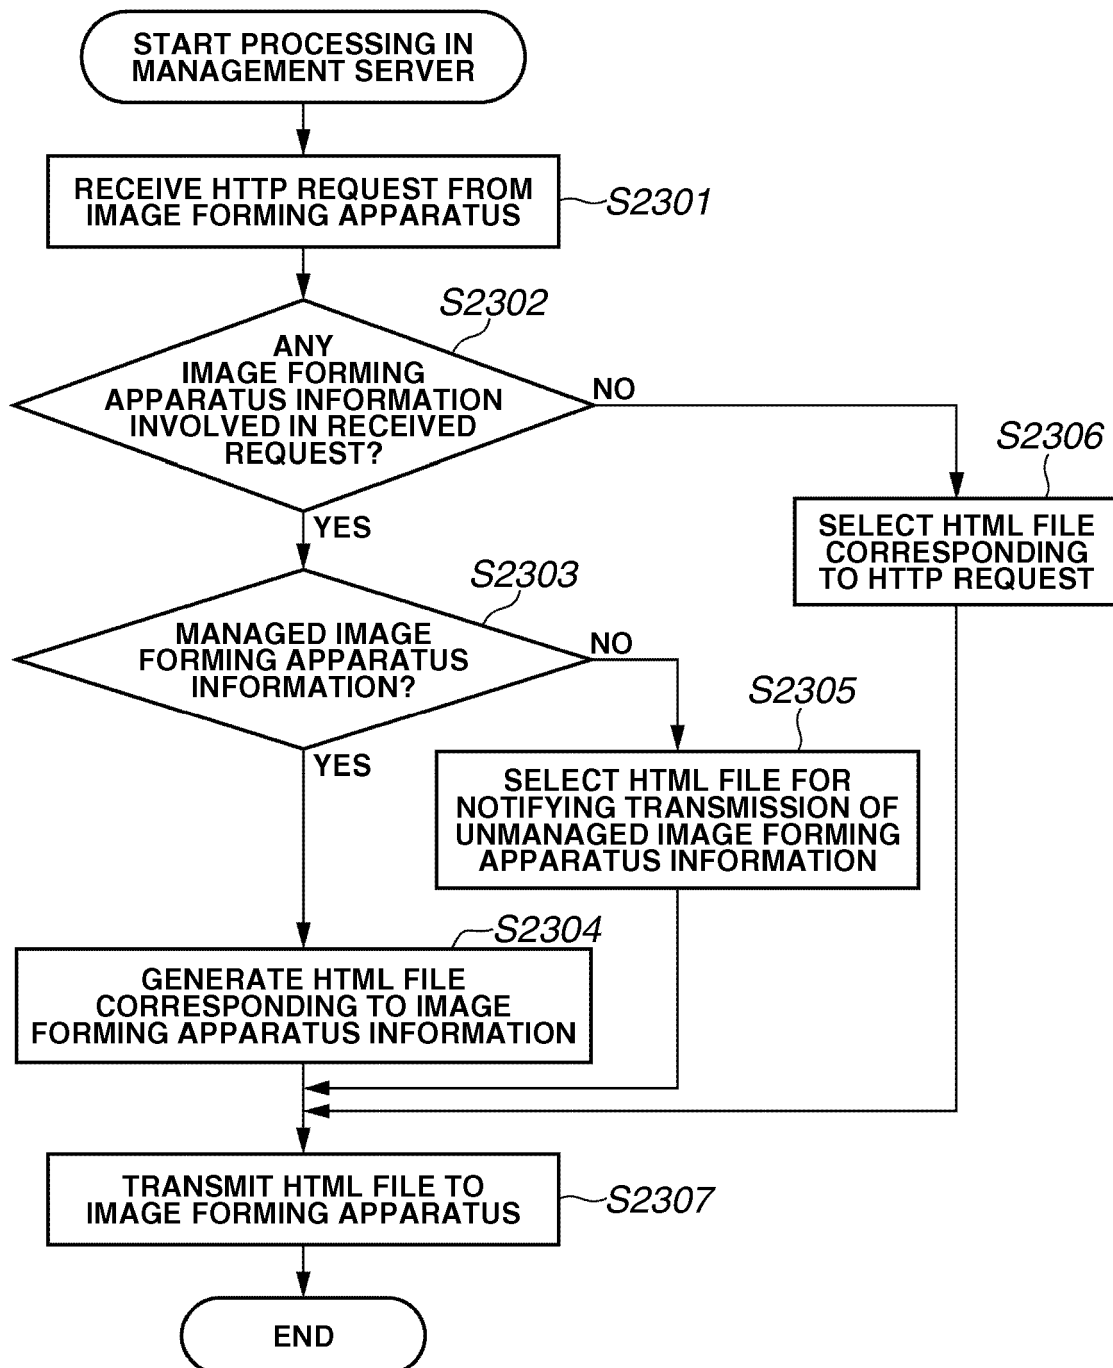 START PROCESSING IN
MANAGEMENT SERVER
RECEIVE HTTP REQUEST FROM
IMAGE FORMING APPARATUS
S2301
S2302
ANY
IMAGE FORMING
APPARATUS INFORMATION
INVOLVED IN RECEIVED
REQUEST?
NO
YES
S2306
SELECT HTML FILE
CORRESPONDING
TO HTTP REQUEST
S2303
MANAGED IMAGE
FORMING APPARATUS
INFORMATION?
NO
YES
S2305
SELECT HTML FILE FOR
NOTIFYING TRANSMISSION OF
UNMANAGED IMAGE FORMING
APPARATUS INFORMATION
S2304
GENERATE HTML FILE
CORRESPONDING TO IMAGE
FORMING APPARATUS INFORMATION
TRANSMIT HTML FILE TO
IMAGE FORMING APPARATUS
S2307
END